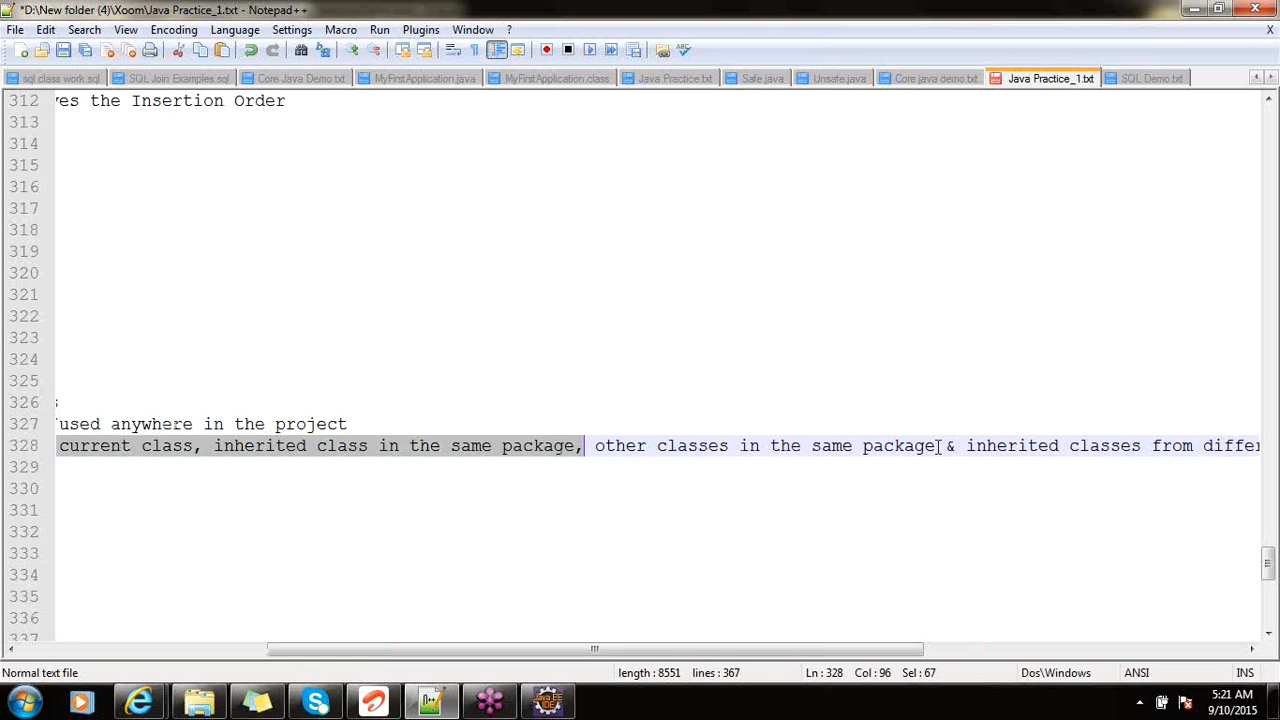 *D:\New folder (4)\Xoom\Java Practice_1.txt - Notepad++
File Edit Search View Encoding Language Settings Macro Run Plugins Window ? X
sql class work.sql SQL Join Examples.sql Core Java Demo.txt MyFirstApplication.java MyFirstApplication.class Java Practice.txt Safe.java Unsafe.java Core java demo.txt Java Practice_1.txt SQL Demo.txt
312 ves the Insertion Order
313
314
315
316
317
318
319
320
321
322
323
324
325
326 s
327 /used anywhere in the project
328 current class, inherited class in the same package, other classes in the same package & inherited classes from differ
329
330
331
332
333
334
335
336
337
Normal text file length : 8551 lines : 367 Ln : 328 Col : 96 Sel : 67 Dos\Windows ANSI INS
5:21 AM
9/10/2015